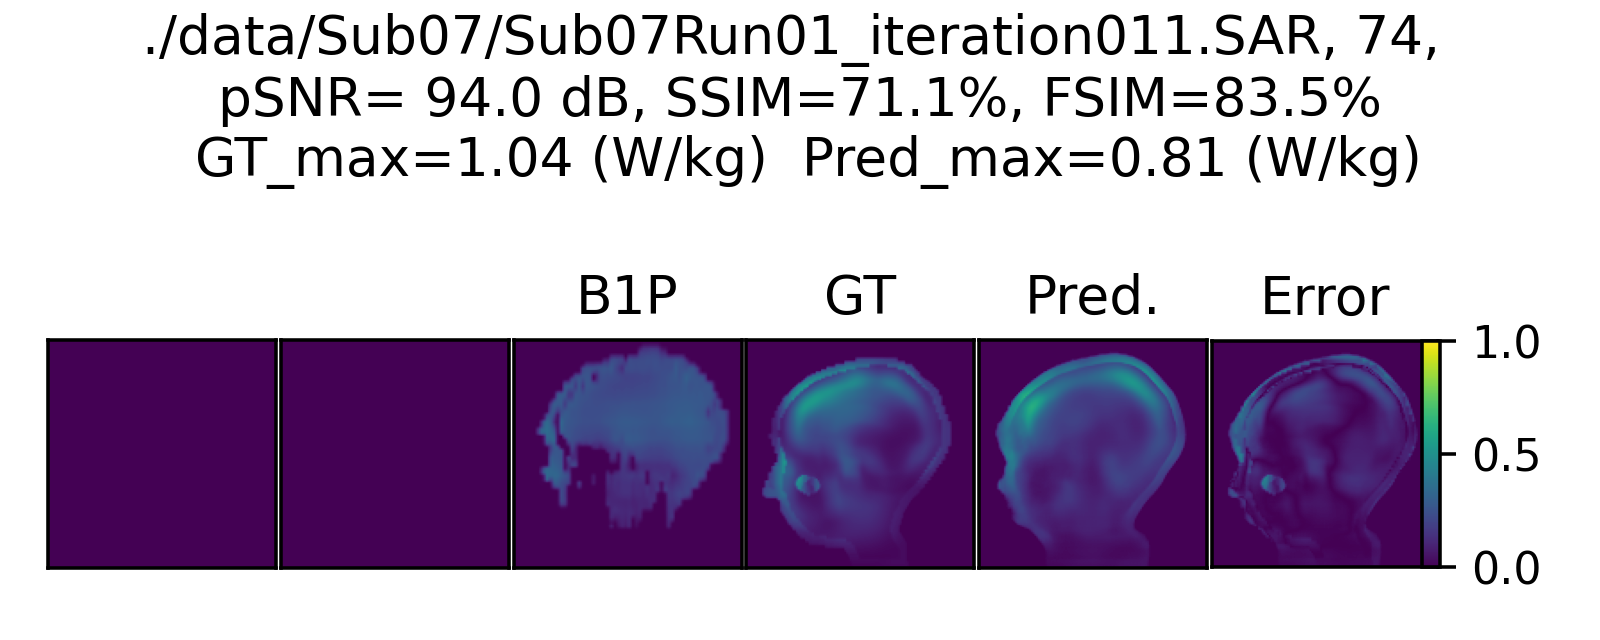 ./data/Sub07/Sub07Run01_iteration011.SAR, 74,
pSNR= 94.0 dB, SSIM=71.1%, FSIM=83.5%
GT_max=1.04 (W/kg)  Pred_max=0.81 (W/kg)
B1P GT Pred. Error
1.0
0.5
0.0